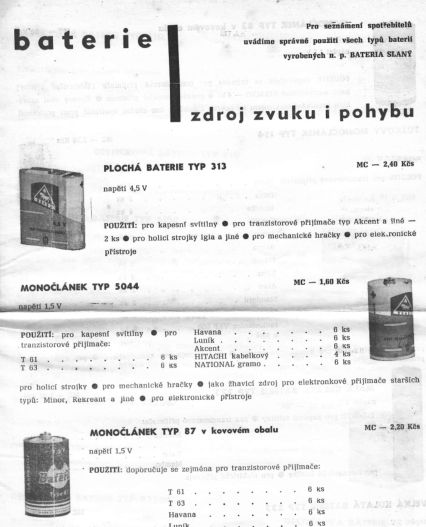 baterie
Pro seznámení spotřebitelů
uvádíme správné použití všech typů baterií
vyrobených n. p. BATERIA SLANÝ
zdroj zvuku i pohybu
PLOCHÁ BATERIE TYP 313
MC — 2,40 Kčs
napětí 4,5 V
POUŽITÍ: pro kapesní svítilny ● pro tranzistorové přijímače typ Akcent a jiné —
2 ks ● pro holicí strojky Igla a jiné ● pro mechanické hračky ● pro elek.ronické
přístroje
MONOČLÁNEK TYP 5044
MC — 1,60 Kčs
napětí 1,5 V
POUŽITÍ: pro kapesní svítilny ● pro
tranzistorové přijímače:
T 61 . . . . . . . . 6 ks
T 63 . . . . . . . . 6 ks
Havana . . . . . . . 6 ks
Luník . . . . . . . 6 ks
Akcent . . . . . . . 6 ks
HITACHI kabelkový . . . . 4 ks
NATIONAL gramo . . . . . 6 ks
pro holicí strojky ● pro mechanické hračky ● jako žhavicí zdroj pro elektronkové přijímače starších
typů: Minor, Rekreant a jiné ● pro elektronické přístroje
MONOČLÁNEK TYP 87 v kovovém obalu
MC — 2,20 Kčs
napětí 1,5 V
POUŽITÍ: doporučuje se zejména pro tranzistorové přijímače:
T 61 . . . . . . . . 6 ks
T 63 . . . . . . . . 6 ks
Havana . . . . . . . 6 ks
Luník . . . . . . . 6 ks